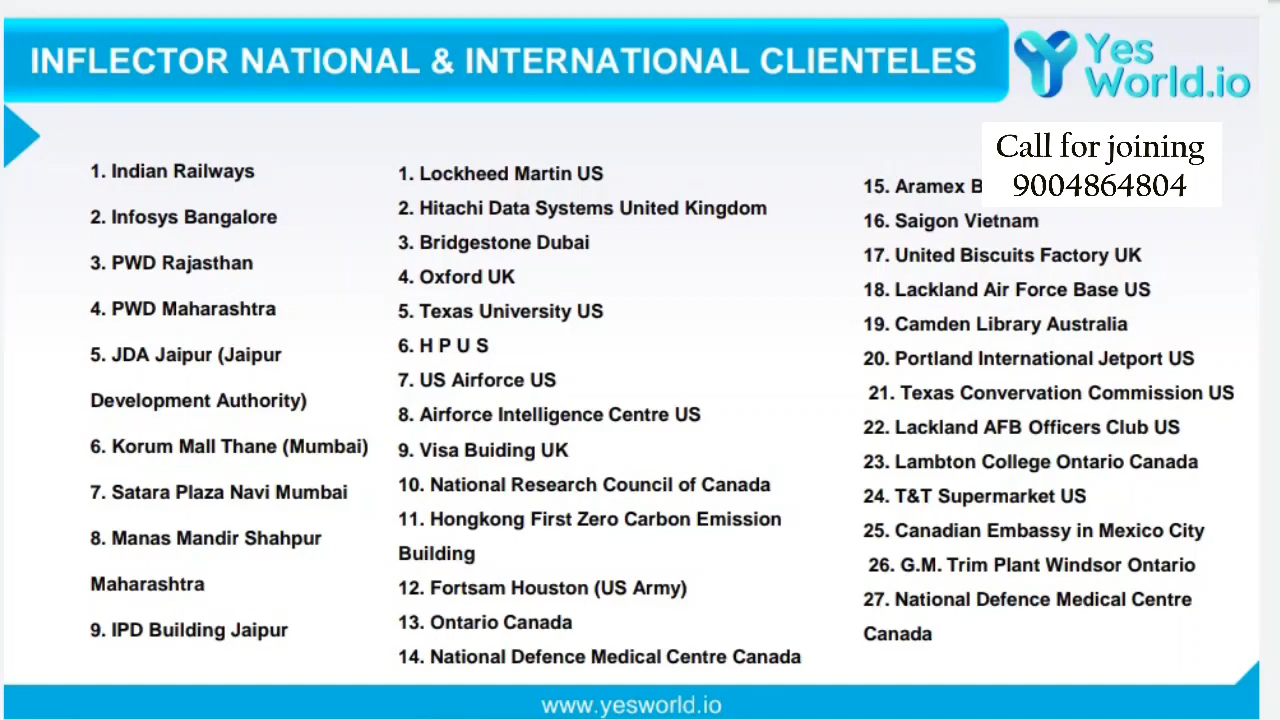 INFLECTOR NATIONAL & INTERNATIONAL CLIENTELES
Yes
World.io
Call for joining
9004864804
1. Indian Railways
2. Infosys Bangalore
3. PWD Rajasthan
4. PWD Maharashtra
5. JDA Jaipur (Jaipur
Development Authority)
6. Korum Mall Thane (Mumbai)
7. Satara Plaza Navi Mumbai
8. Manas Mandir Shahpur
Maharashtra
9. IPD Building Jaipur
1. Lockheed Martin US
2. Hitachi Data Systems United Kingdom
3. Bridgestone Dubai
4. Oxford UK
5. Texas University US
6. H P U S
7. US Airforce US
8. Airforce Intelligence Centre US
9. Visa Buiding UK
10. National Research Council of Canada
11. Hongkong First Zero Carbon Emission
Building
12. Fortsam Houston (US Army)
13. Ontario Canada
14. National Defence Medical Centre Canada
15. Aramex
16. Saigon Vietnam
17. United Biscuits Factory UK
18. Lackland Air Force Base US
19. Camden Library Australia
20. Portland International Jetport US
21. Texas Convervation Commission US
22. Lackland AFB Officers Club US
23. Lambton College Ontario Canada
24. T&T Supermarket US
25. Canadian Embassy in Mexico City
26. G.M. Trim Plant Windsor Ontario
27. National Defence Medical Centre
Canada
www.yesworld.io